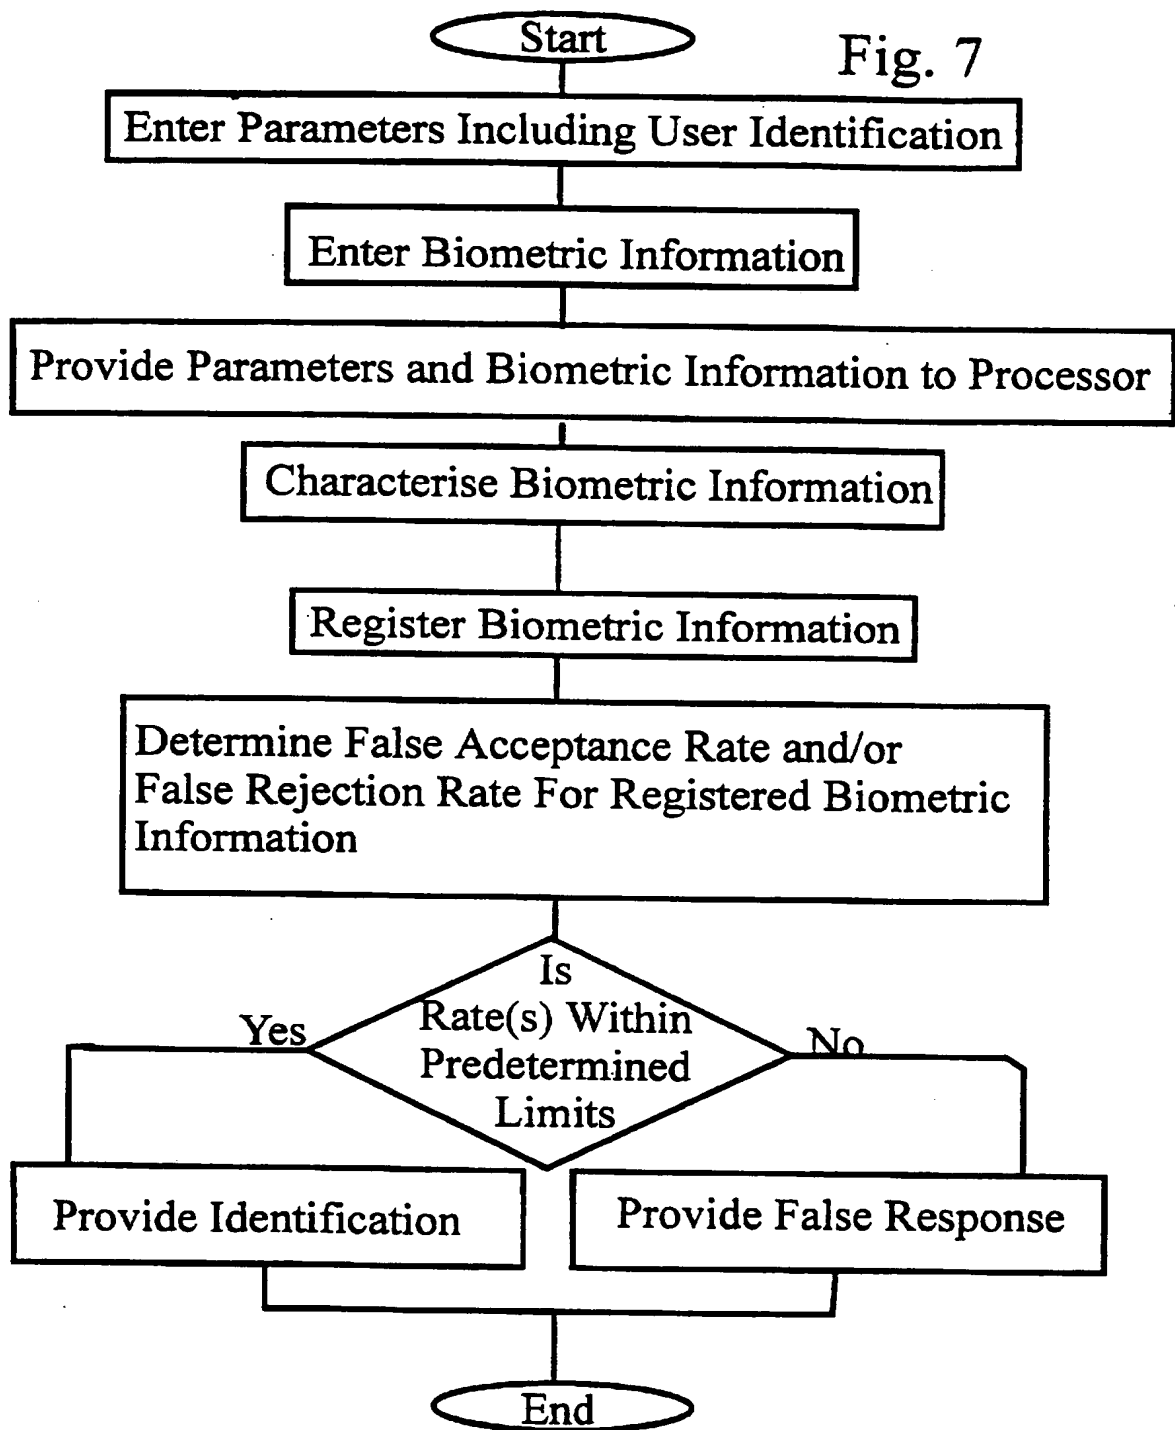 Start
Fig. 7
Enter Parameters Including User Identification
Enter Biometric Information
Provide Parameters and Biometric Information to Processor
Characterise Biometric Information
Register Biometric Information
Determine False Acceptance Rate and/or
False Rejection Rate For Registered Biometric
Information
Is
Rate(s) Within
Predetermined
Limits
Yes
No
Provide Identification
Provide False Response
End